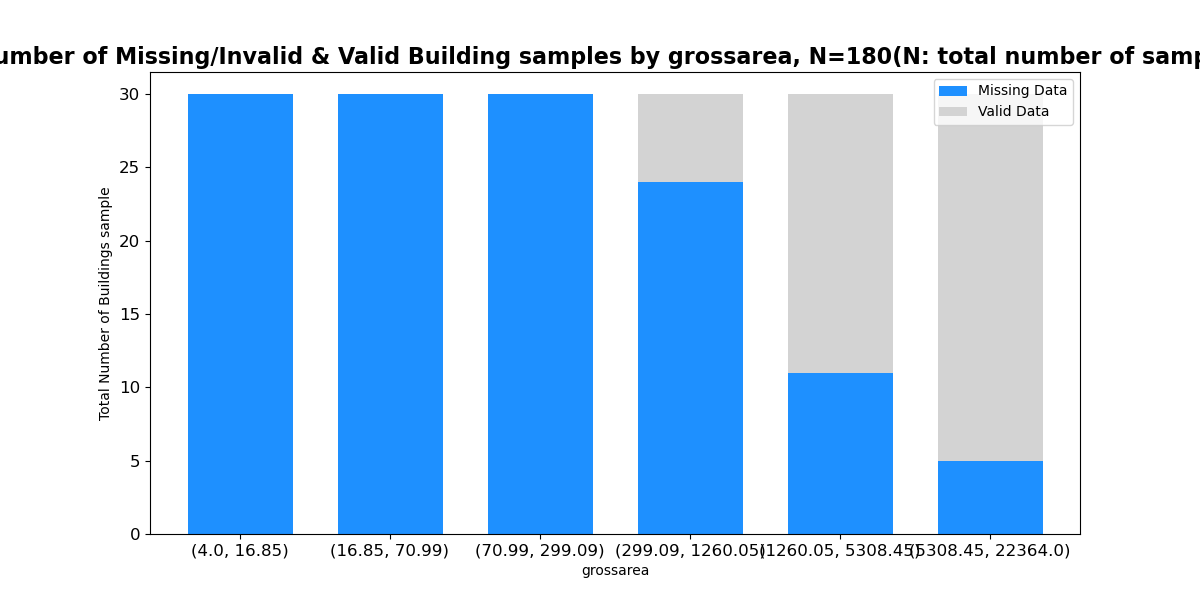 umber of Missing/Invalid & Valid Building samples by grossarea, N=180(N: total number of samp
Missing Data
Valid Data
30
25
20
15
10
5
0
Total Number of Buildings sample
(4.0, 16.85) (16.85, 70.99) (70.99, 299.09) (299.09, 1260.05) (1260.05, 5308.45) (5308.45, 22364.0)
grossarea